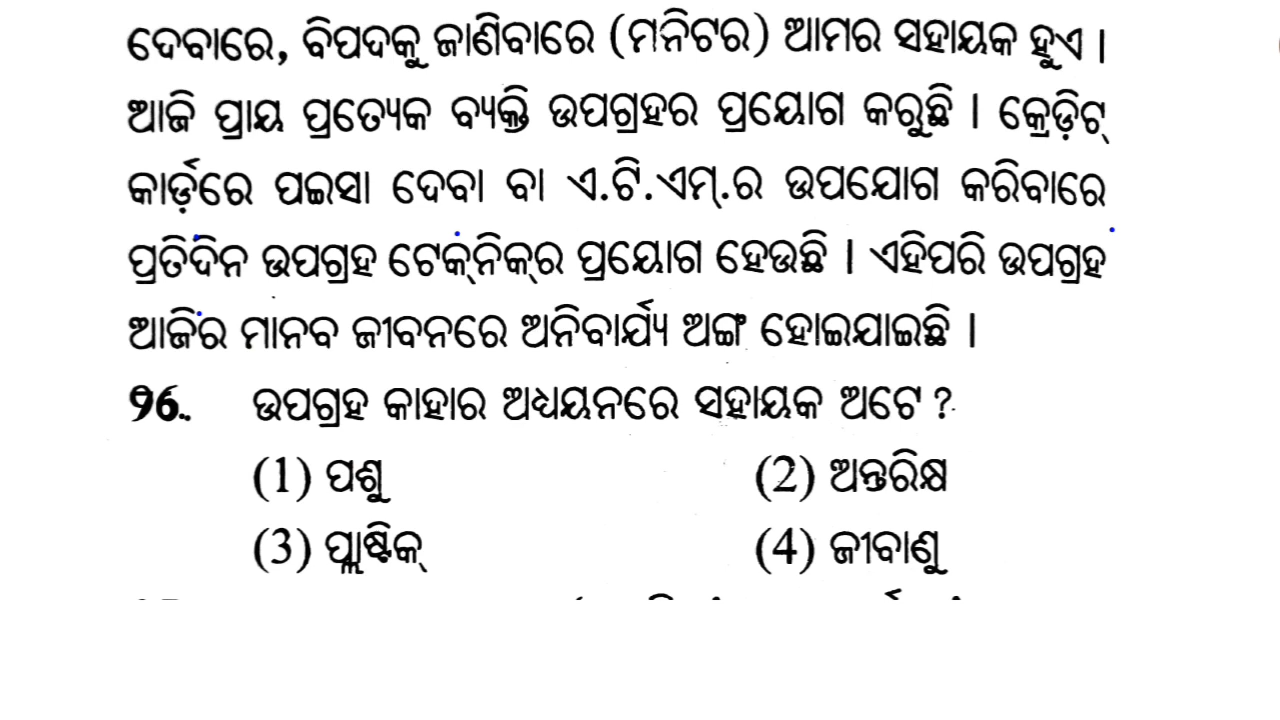 ଦେବାରେ, ବିପଦକୁ ଜାଣିବାରେ (ମନିଟର) ଆମର ସହାୟକ ହୁଏ ।
ଆଜି ପ୍ରାୟ ପ୍ରତ୍ୟେକ ବ୍ୟକ୍ତି ଉପଗ୍ରହର ପ୍ରୟୋଗ କରୁଛି । କ୍ରେଡ଼ିଟ୍
କାର୍ଡ଼ରେ ପଇସା ଦେବା ବା ଏ.ଟି.ଏମ୍.ର ଉପଯୋଗ କରିବାରେ
ପ୍ରତିଦିନ ଉପଗ୍ରହ ଟେକ୍‌ନିକ୍‌ର ପ୍ରୟୋଗ ହେଉଛି । ଏହିପରି ଉପଗ୍ରହ
ଆଜିର ମାନବ ଜୀବନରେ ଅନିବାର୍ଯ୍ୟ ଅଙ୍ଗ ହୋଇଯାଇଛି ।
96. ଉପଗ୍ରହ କାହାର ଅଧ୍ୟୟନରେ ସହାୟକ ଅଟେ ?
(1) ପଶୁ (2) ଅନ୍ତରିକ୍ଷ
(3) ପ୍ଲାଷ୍ଟିକ୍ (4) ଜୀବାଣୁ